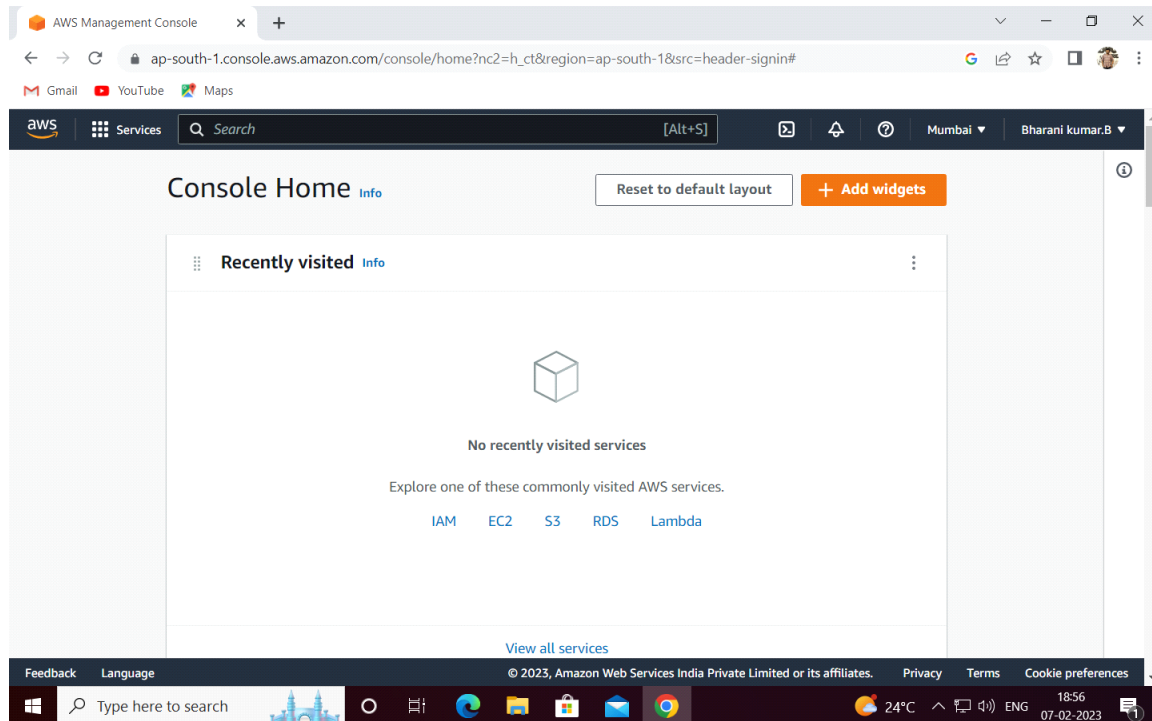 AWS Management Console
ap-south-1.console.aws.amazon.com/console/home?nc2=h_ct&region=ap-south-1&src=header-signin#
Gmail YouTube Maps
aws Services Search [Alt+S] Mumbai Bharani kumar.B
Console Home Info Reset to default layout Add widgets
Recently visited Info
No recently visited services
Explore one of these commonly visited AWS services.
IAM EC2 S3 RDS Lambda
View all services
Feedback Language © 2023, Amazon Web Services India Private Limited or its affiliates. Privacy Terms Cookie preferences
Type here to search 24°C ENG 18:56
07-02-2023 1